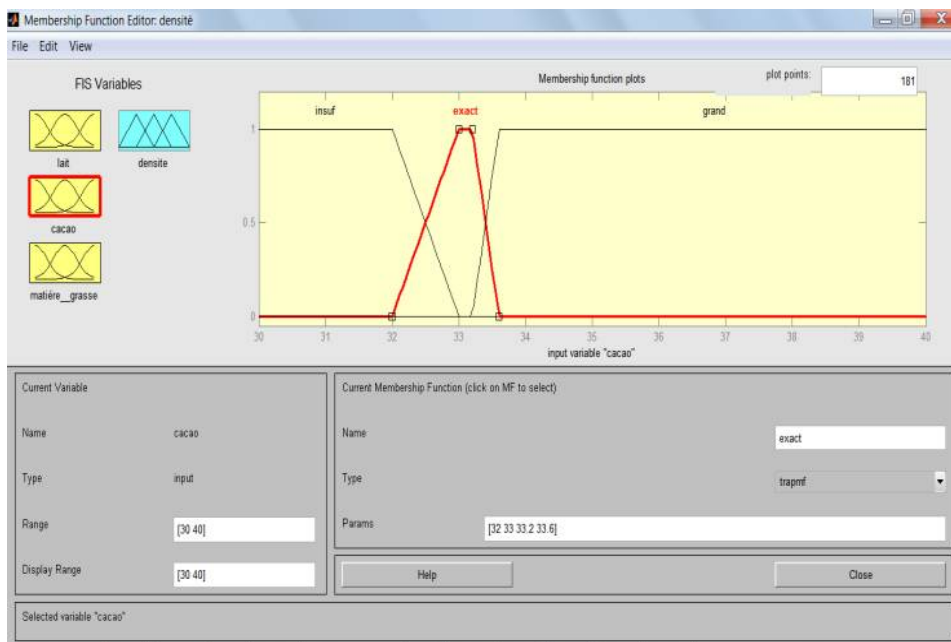 Membership Function Editor: densité
File Edit View
FIS Variables
Membership function plots
plot points:
181
insuf
exact
grand
lait
densite
cacao
matiére__grasse
1
0.5
0
30 31 32 33 34 35 36 37 38 39 40
input variable "cacao"
Current Variable
Name cacao
Type input
Range [30 40]
Display Range [30 40]
Current Membership Function (click on MF to select)
Name exact
Type trapmf
Params [32 33 33.2 33.6]
Help
Close
Selected variable "cacao"